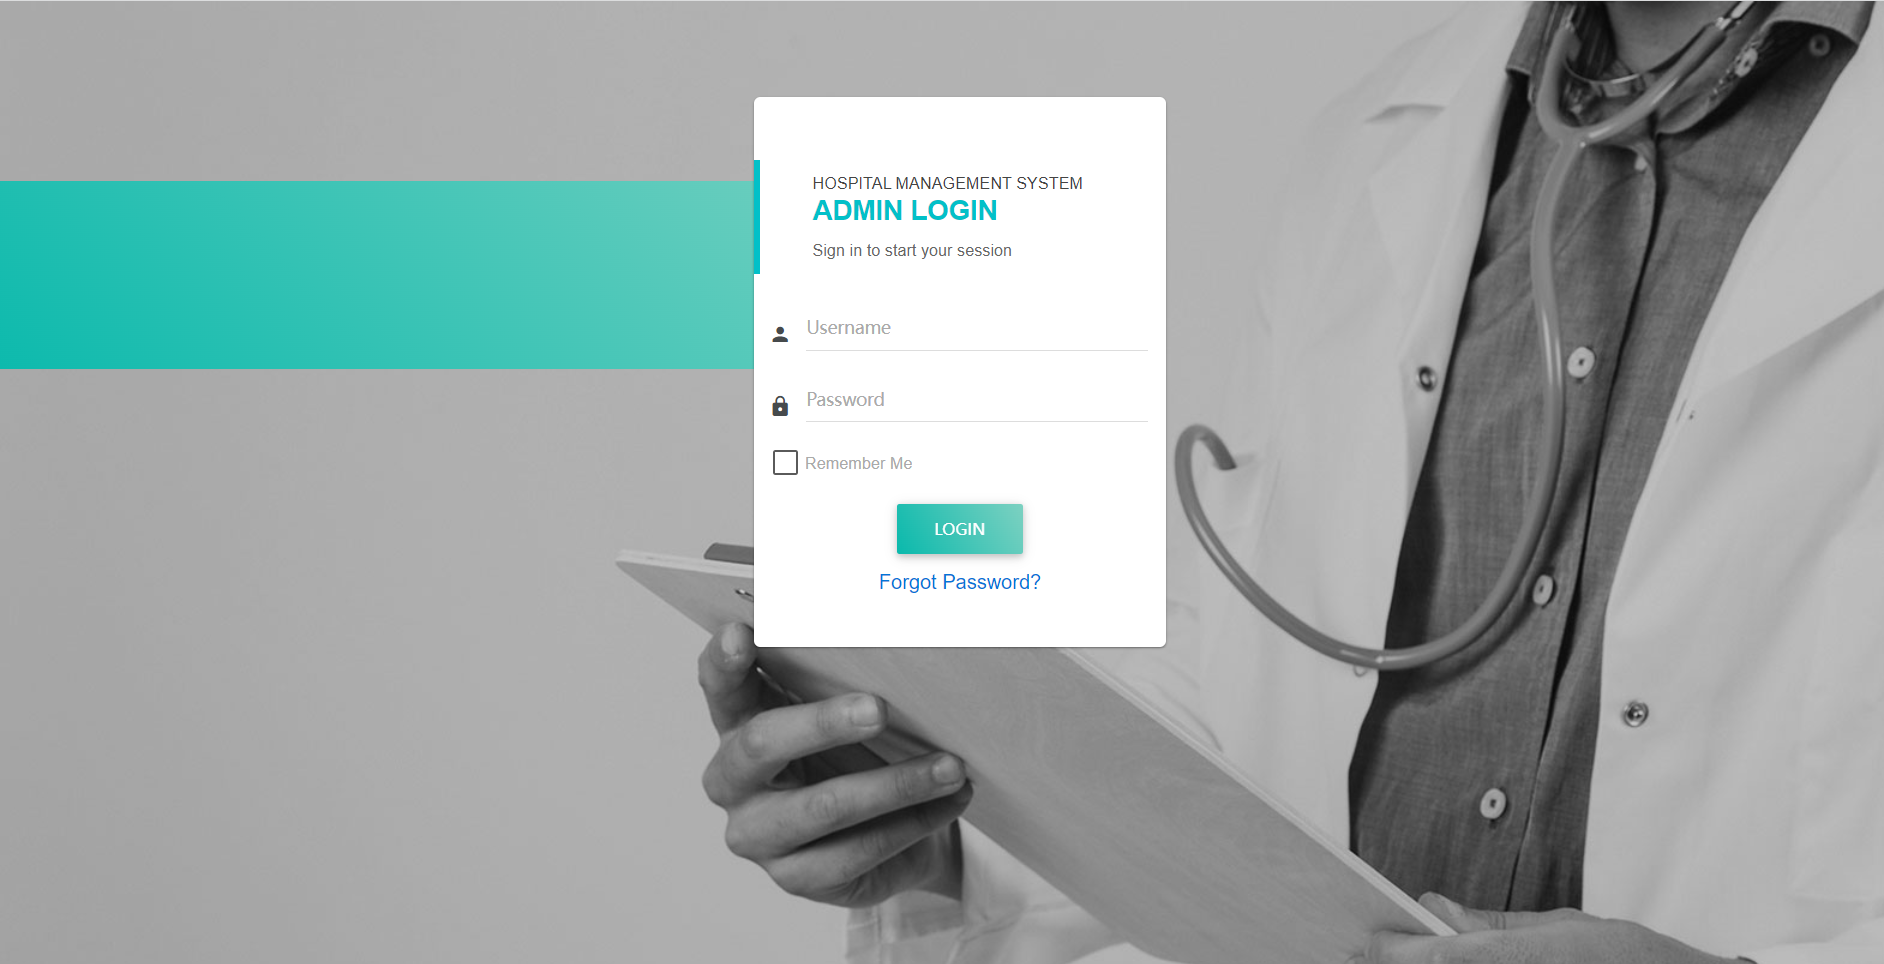 HOSPITAL MANAGEMENT SYSTEM
ADMIN LOGIN
Sign in to start your session
Username
Password
Remember Me
LOGIN
Forgot Password?